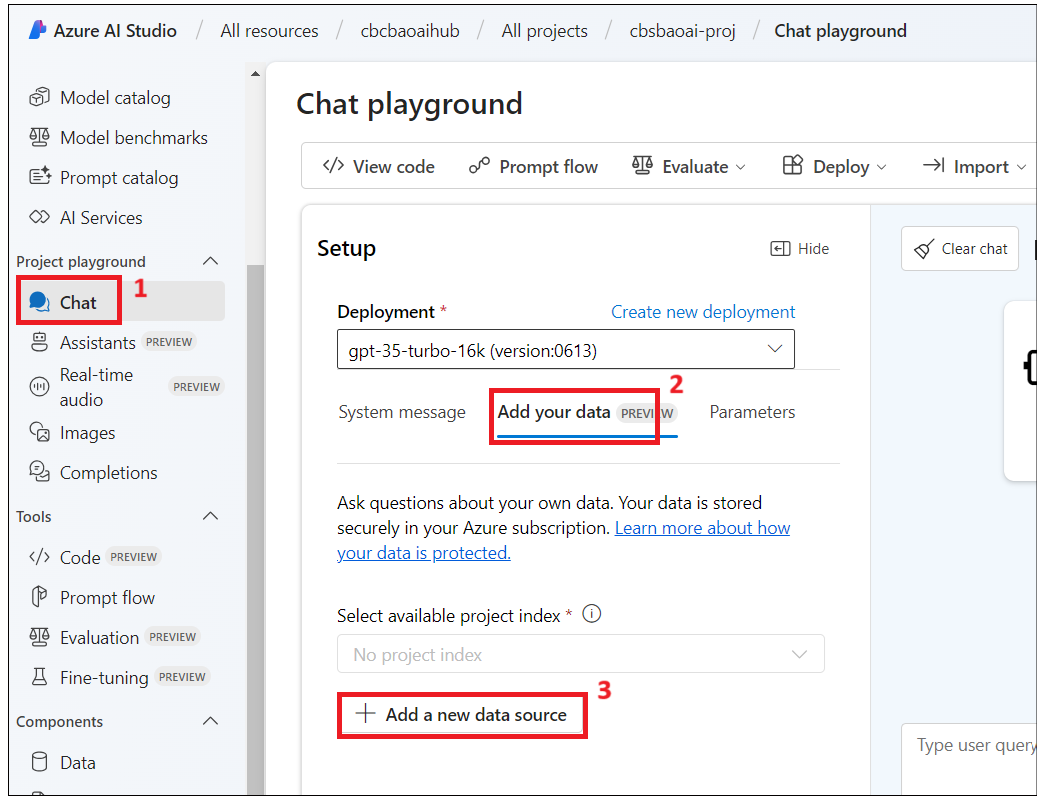 Azure AI Studio / All resources / cbcbaoaihub / All projects / cbsbaoai-proj / Chat playground
Model catalog
Model benchmarks
Prompt catalog
AI Services
Project playground
Chat
1
Assistants PREVIEW
Real-time
audio
PREVIEW
Images
Completions
Tools
Code PREVIEW
Prompt flow
Evaluation PREVIEW
Fine-tuning PREVIEW
Components
Data
Chat playground
View code
Prompt flow
Evaluate
Deploy
Import
Setup
Hide
Deployment *
Create new deployment
gpt-35-turbo-16k (version:0613)
System message
Add your data PREVIEW
2
Parameters
Ask questions about your own data. Your data is stored
securely in your Azure subscription. Learn more about how
your data is protected.
Select available project index *
No project index
+ Add a new data source
3
Clear chat
Type user query